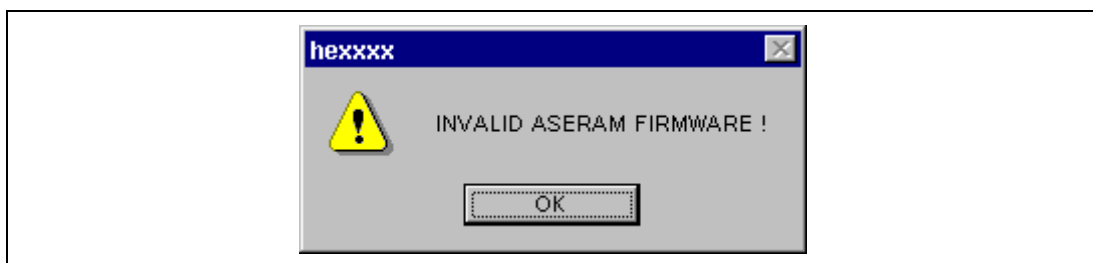 hexxxx
INVALID ASERAM FIRMWARE !
OK